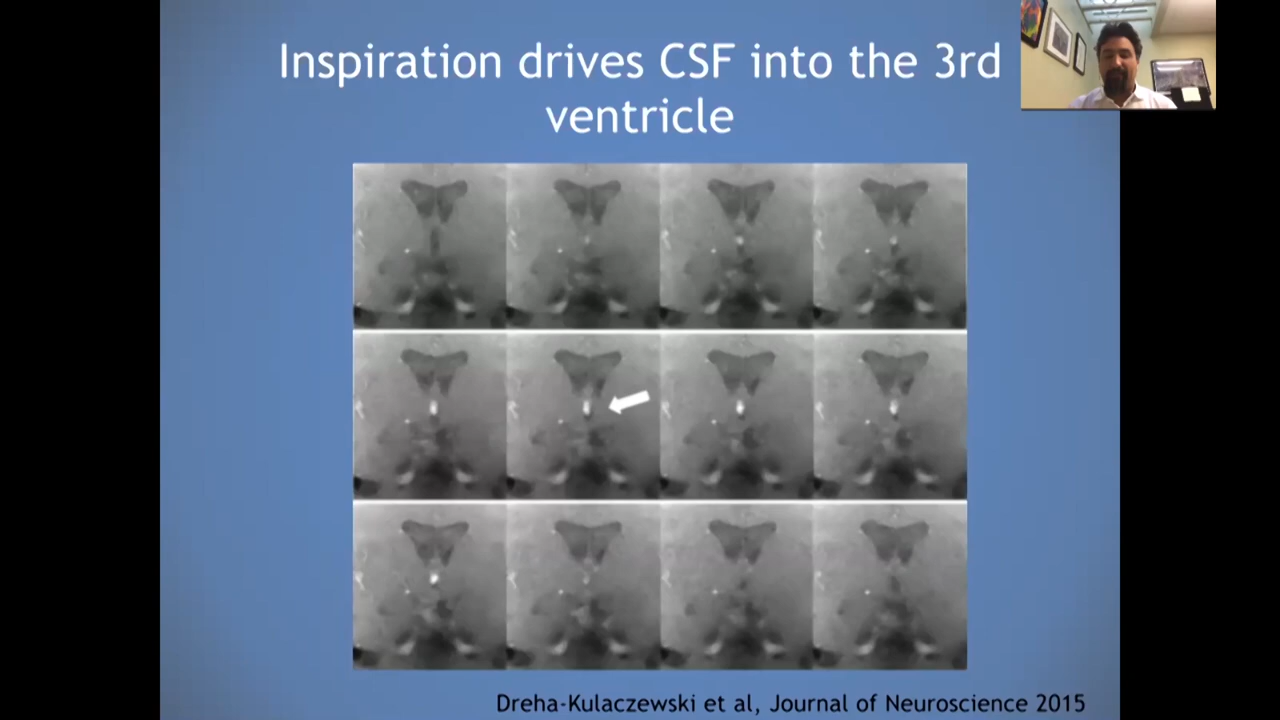 Inspiration drives CSF into the 3rd
ventricle
Dreha-Kulaczewski et al, Journal of Neuroscience 2015